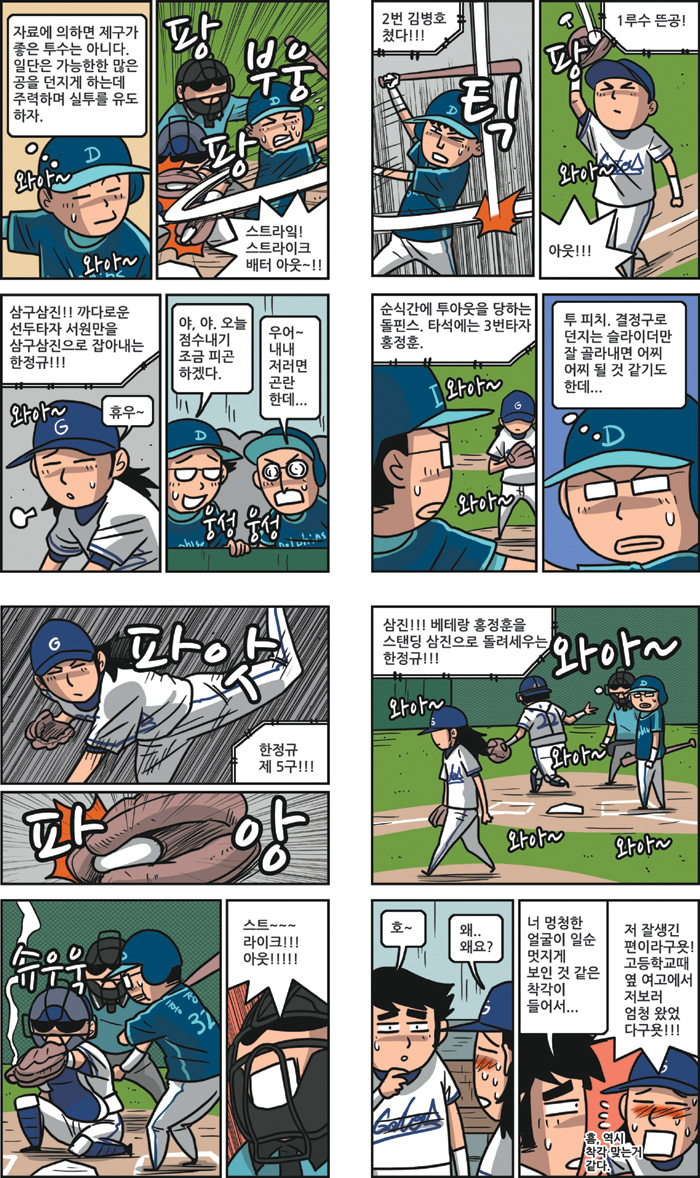 자료에 의하면 제구가
좋은 투수는 아니다.
일단은 가능한한 많은
공을 던지게 하는데
주력하며 실투를 유도
하자.
D
와아~
와아~
팡
부웅
D
팡
스트라잌!
스트라이크
배터 아웃~!!
삼구삼진!! 까다로운
선두타자 서원만을
삼구삼진으로 잡아내는
한정규!!!
와아~
G
휴우~
야, 야. 오늘
점수내기
조금 피곤
하겠다.
우어~
내내
저러면
곤란
한데...
D
웅성 웅성
2번 김병호
쳤다!!!
D
틱
1루수 뜬공!
팡
와아~
아웃!!!
순식간에 투아웃을 당하는
돌핀스. 타석에는 3번타자
홍정훈.
와아~
G
와아~
투 피치. 결정구로
던지는 슬라이더만
잘 골라내면 어찌
어찌 될 것 같기도
한데...
D
G
파앗
한정규
제 5구!!!
파앙
슈우욱
32
스트~~~
라이크!!!
아웃!!!!!
삼진!!! 베테랑 홍정훈을
스탠딩 삼진으로 돌려세우는
한정규!!!
와아~
와아~
G
D
32
와아~
와아~
와아~
호~
왜..
왜요?
G
너 멍청한
얼굴이 일순
멋지게
보인 것 같은
착각이
들어서...
저 잘생긴
편이라구욧!
고등학교때
옆 여고에서
저보러
엄청 왔었
다구욧!!!
G
흠, 역시
착각 맞는거
같다.